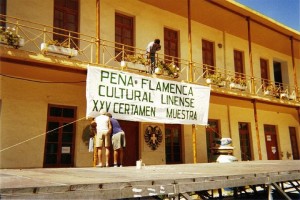 PEÑA FLAMENCA
CULTURAL LINENSE
XXV CERTAMEN MUESTRA